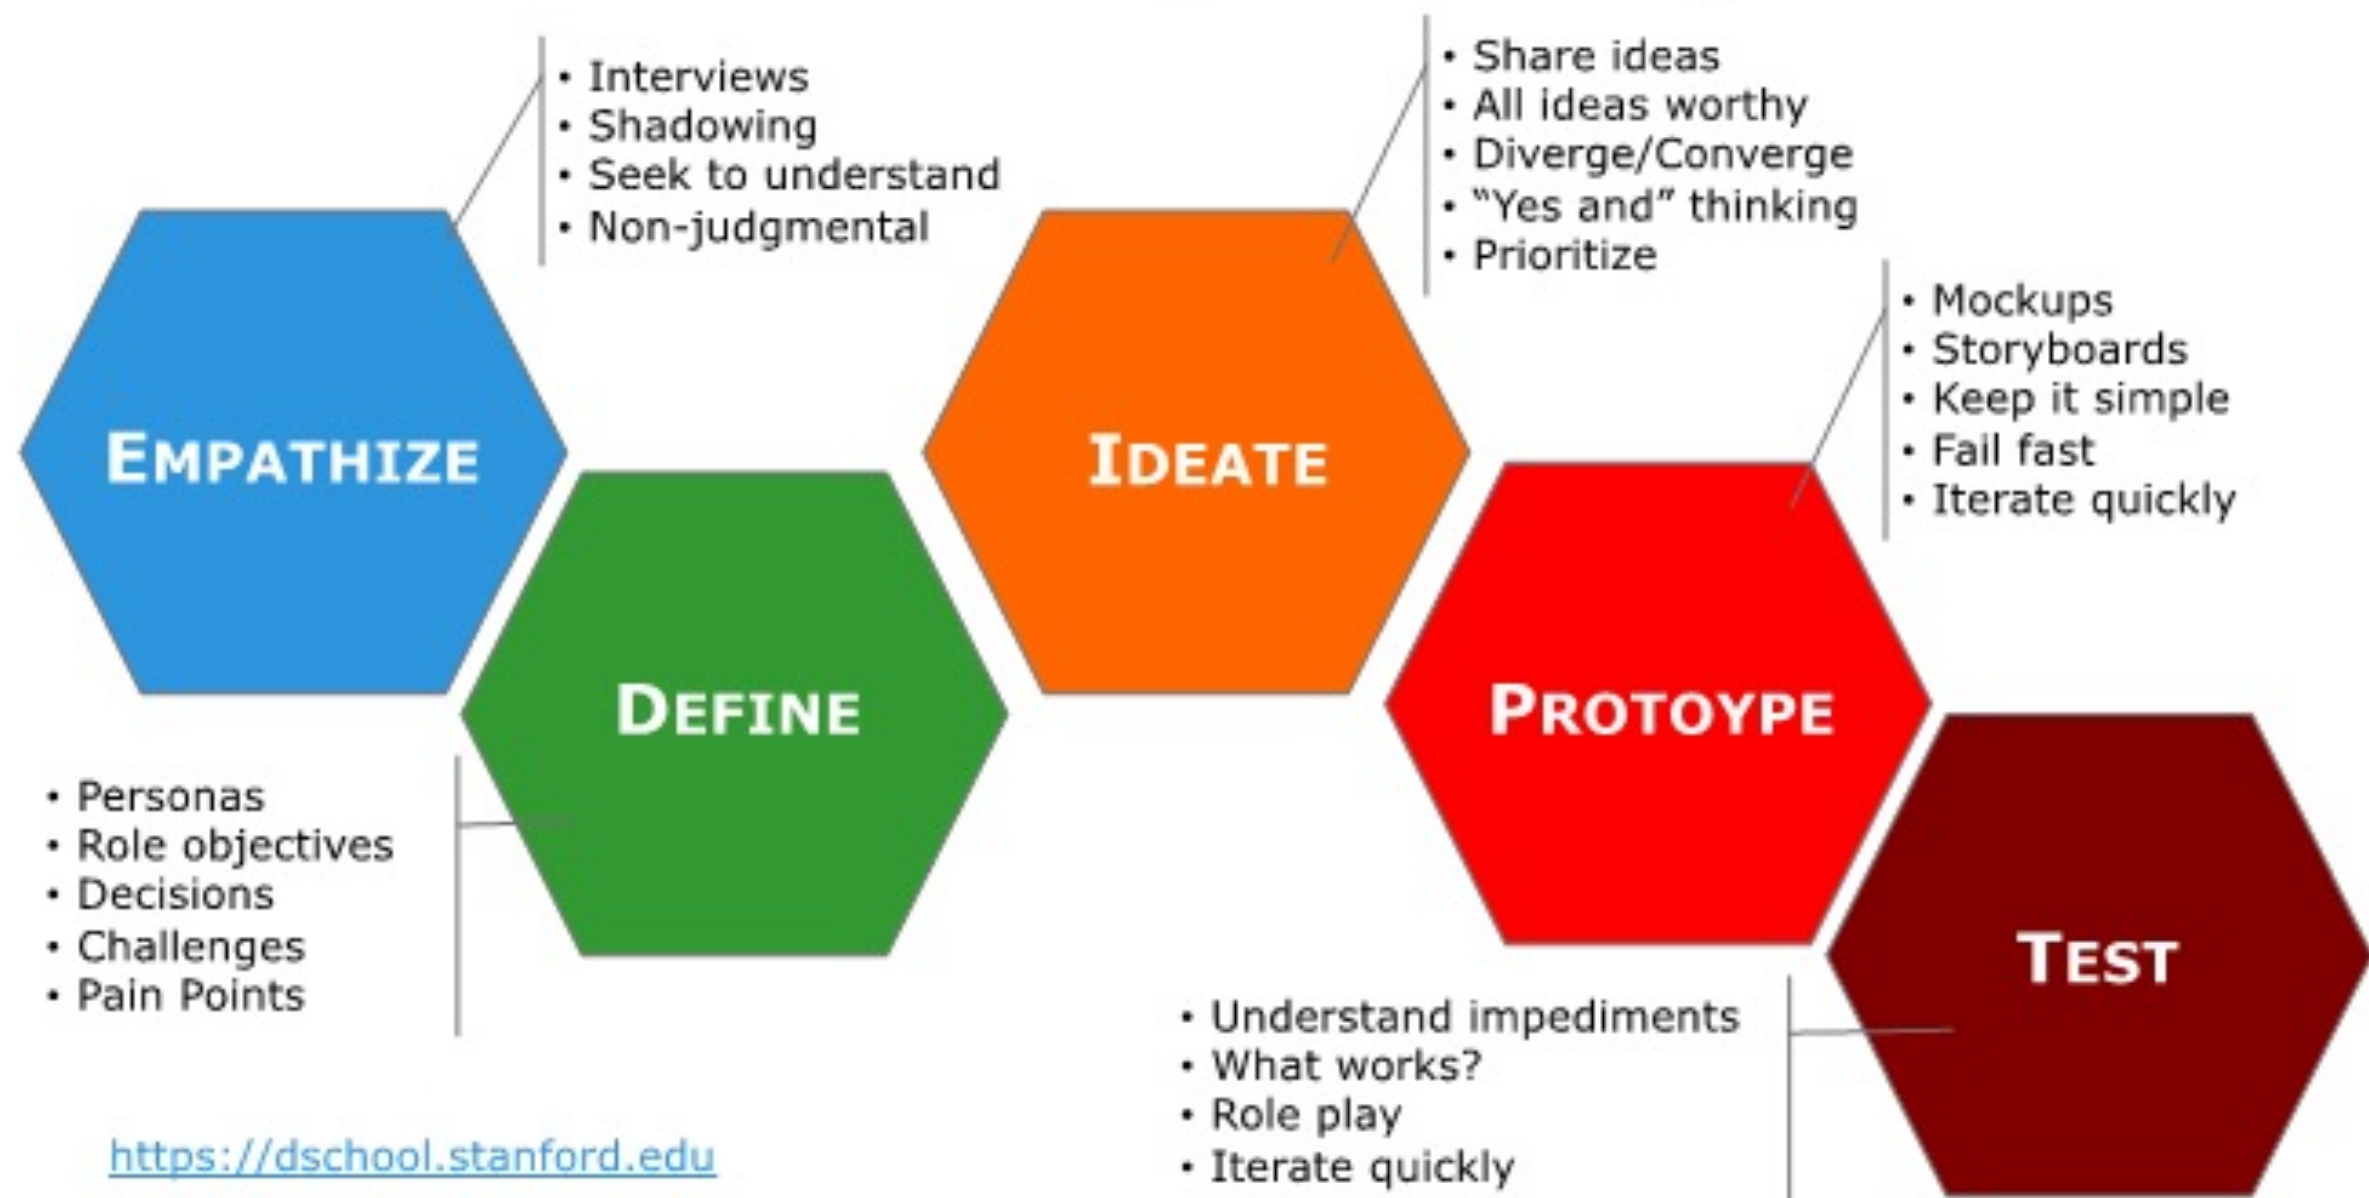 EMPATHIZE
• Interviews
• Shadowing
• Seek to understand
• Non-judgmental
DEFINE
• Personas
• Role objectives
• Decisions
• Challenges
• Pain Points
IDEATE
• Share ideas
• All ideas worthy
• Diverge/Converge
• “Yes and” thinking
• Prioritize
PROTOYPE
• Mockups
• Storyboards
• Keep it simple
• Fail fast
• Iterate quickly
TEST
• Understand impediments
• What works?
• Role play
• Iterate quickly
https://dschool.stanford.edu